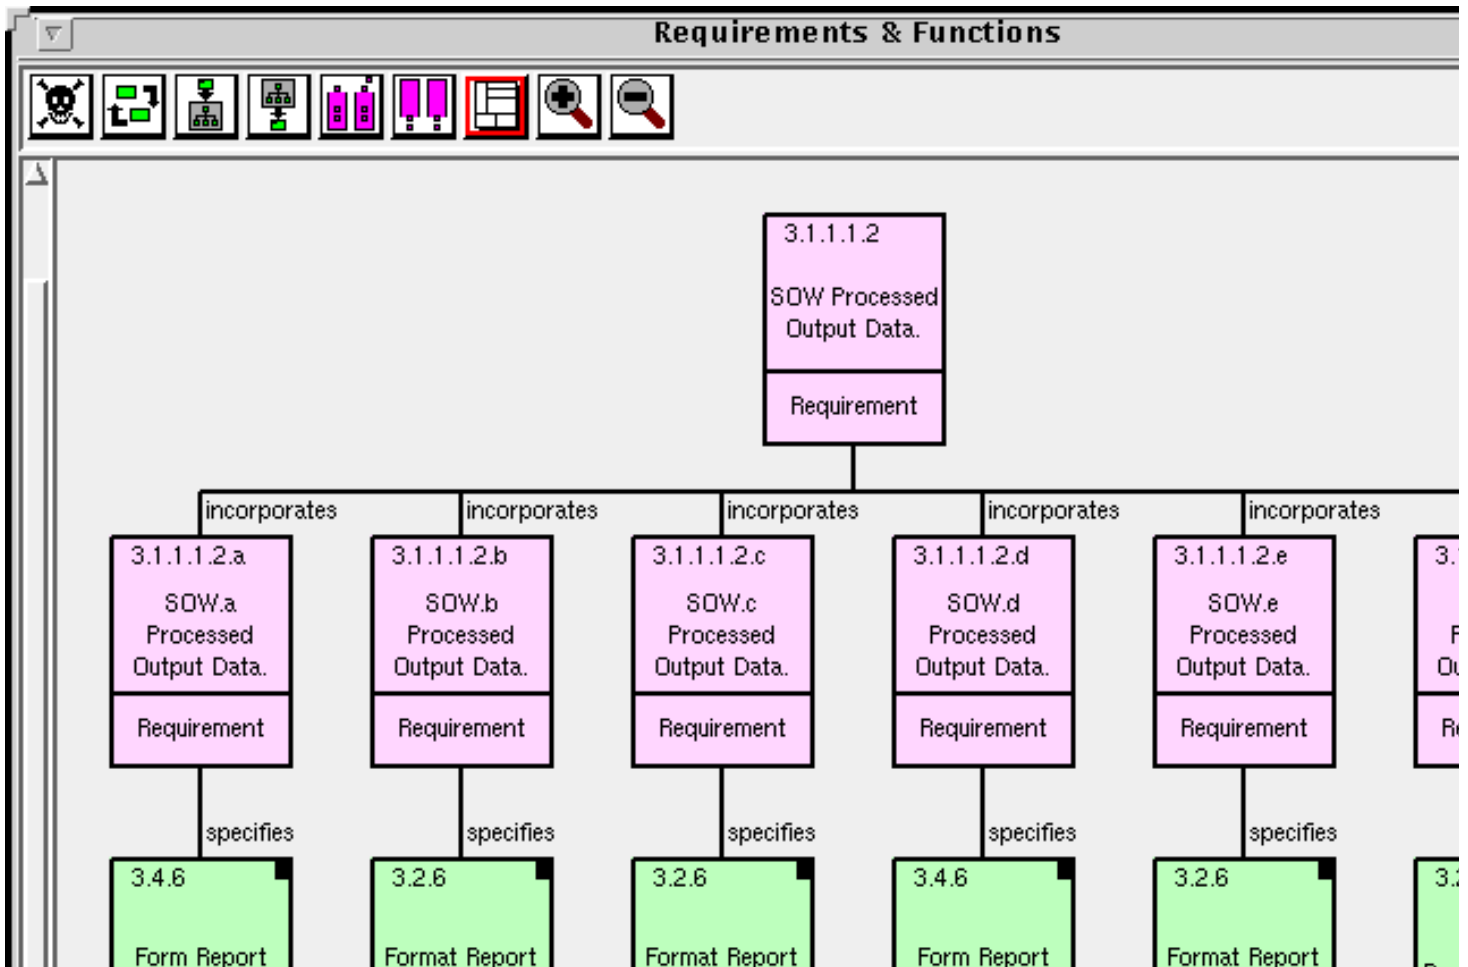 Requirements & Functions
3.1.1.1.2
SOW Processed
Output Data.
Requirement
incorporates
incorporates
incorporates
incorporates
incorporates
3.1.1.1.2.a
SOW.a
Processed
Output Data.
Requirement
3.1.1.1.2.b
SOW.b
Processed
Output Data.
Requirement
3.1.1.1.2.c
SOW.c
Processed
Output Data.
Requirement
3.1.1.1.2.d
SOW.d
Processed
Output Data.
Requirement
3.1.1.1.2.e
SOW.e
Processed
Output Data.
Requirement
specifies
specifies
specifies
specifies
specifies
3.4.6
Form Report
3.2.6
Format Report
3.2.6
Format Report
3.4.6
Form Report
3.2.6
Format Report